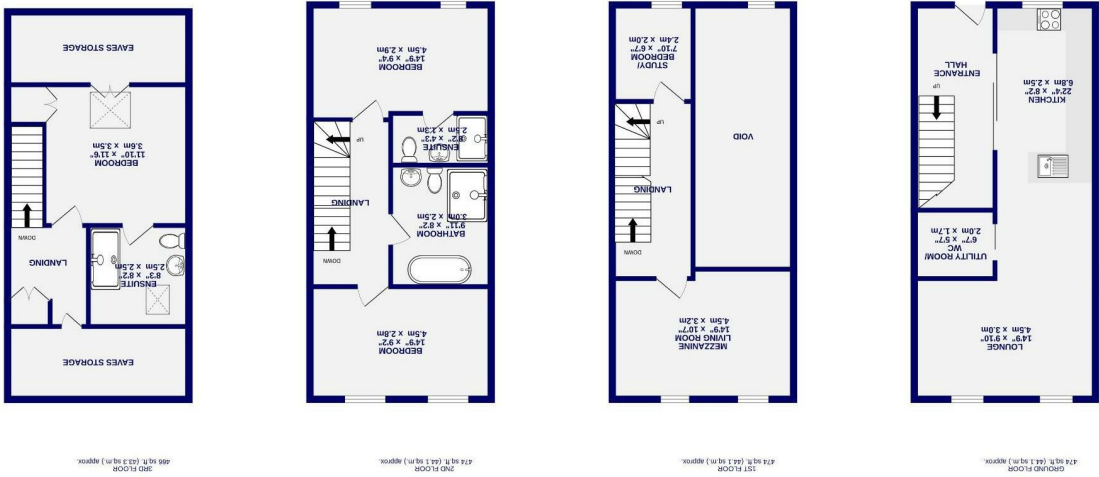 GROUND FLOOR
474 sq.ft. (44.1 sq.m.) approx.
LOUNGE
14'9" x 9'10"
4.5m x 3.0m
UTILITY ROOM/
WC
6'7" x 5'7"
2.0m x 1.7m
KITCHEN
22'4" x 8'2"
6.8m x 2.5m
UP
ENTRANCE
HALL
1ST FLOOR
474 sq.ft. (44.1 sq.m.) approx.
MEZZANINE
LIVING ROOM
14'9" x 10'7"
4.5m x 3.2m
DOWN
LANDING
VOID
UP
STUDY/
BEDROOM
7'10" x 6'7"
2.4m x 2.0m
2ND FLOOR
474 sq.ft. (44.1 sq.m.) approx.
BEDROOM
14'9" x 9'2"
4.5m x 2.8m
DOWN
BATHROOM
9'11" x 8'2"
3.0m x 2.5m
LANDING
ENSUITE
8'2" x 4'3"
2.5m x 2.3m
UP
BEDROOM
14'9" x 9'4"
4.5m x 2.9m
3RD FLOOR
466 sq.ft. (43.3 sq.m.) approx.
EAVES STORAGE
ENSUITE
8'3" x 8'2"
2.5m x 2.5m
LANDING
DOWN
BEDROOM
11'10" x 11'6"
3.6m x 3.5m
EAVES STORAGE